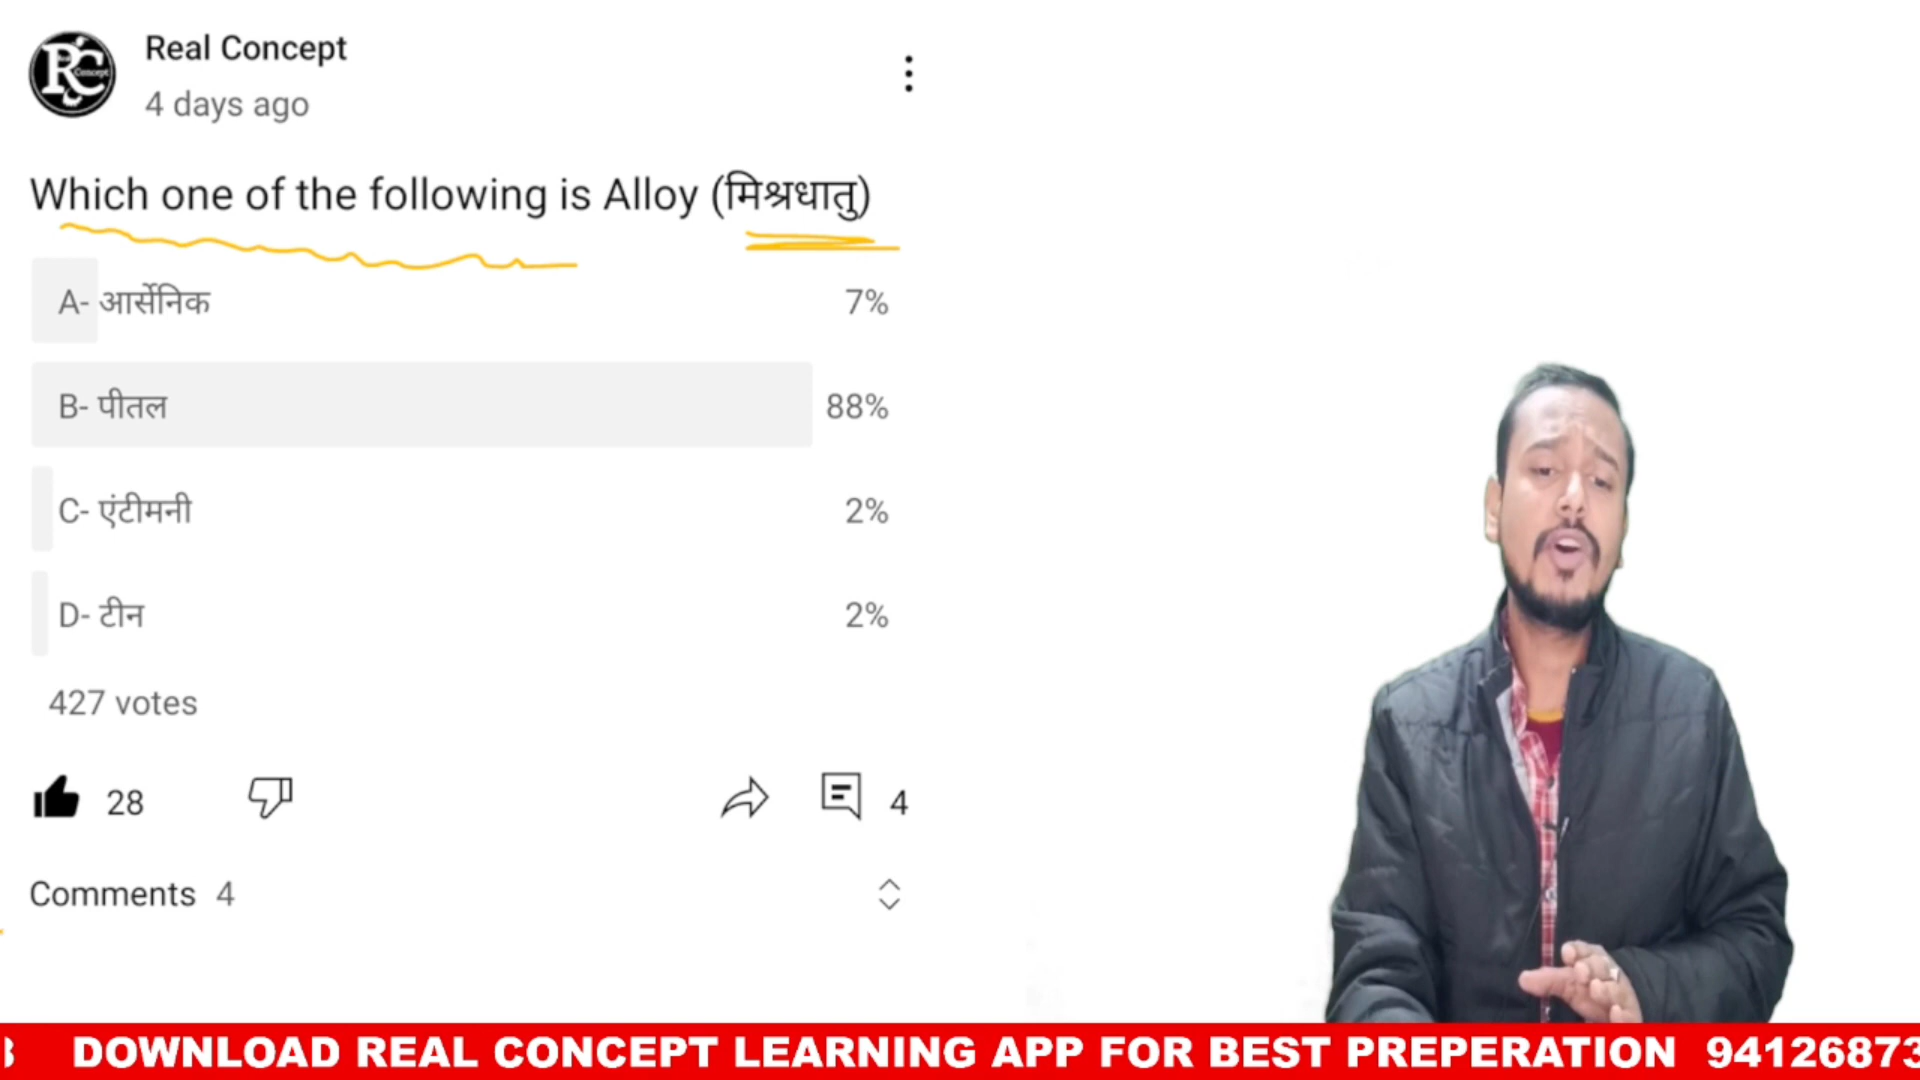 Real Concept
4 days ago
Which one of the following is Alloy (मिश्रधातु)
A- आर्सेनिक 7%
B- पीतल 88%
C- एंटीमनी 2%
D- टीन 2%
427 votes
28 4
Comments 4
DOWNLOAD REAL CONCEPT LEARNING APP FOR BEST PREPERATION 9412687